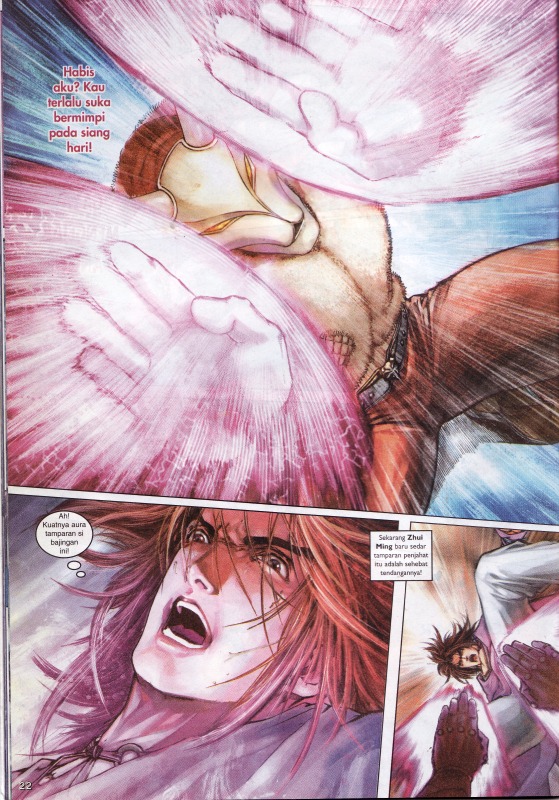 Habis
aku? Kau
terlalu suka
bermimpi
pada siang
hari!
Ah!
Kuatnya aura
tamparan si
bajingan
ini!
Sekarang Zhui
Ming baru sedar
tamparan penjahat
itu adalah sehebat
tendangannya!
22